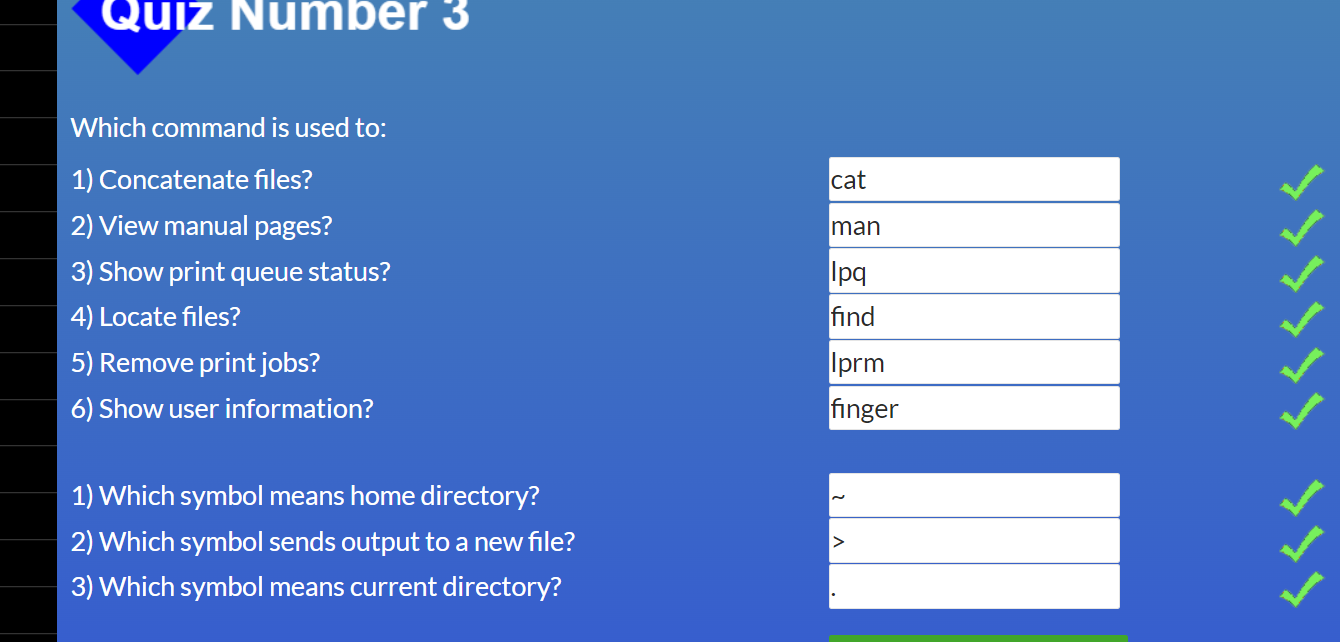 Quiz Number 3
Which command is used to:
1) Concatenate files? cat
2) View manual pages? man
3) Show print queue status? lpq
4) Locate files? find
5) Remove print jobs? lprm
6) Show user information? finger
1) Which symbol means home directory? ~
2) Which symbol sends output to a new file? >
3) Which symbol means current directory? .